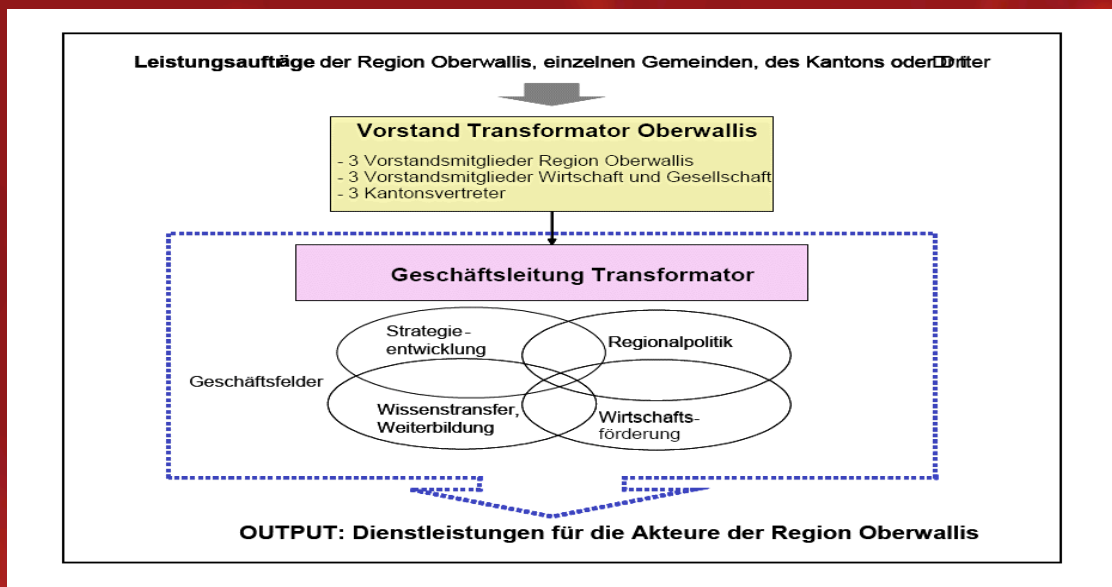 Leistungsaufträge der Region Oberwallis, einzelnen Gemeinden, des Kantons oder Dritter
Vorstand Transformator Oberwallis
- 3 Vorstandsmitglieder Region Oberwallis
- 3 Vorstandsmitglieder Wirtschaft und Gesellschaft
- 3 Kantonsvertreter
Geschäftsleitung Transformator
Strategie-
entwicklung
Regionalpolitik
Geschäftsfelder
Wissenstransfer,
Weiterbildung
Wirtschafts-
förderung
OUTPUT: Dienstleistungen für die Akteure der Region Oberwallis